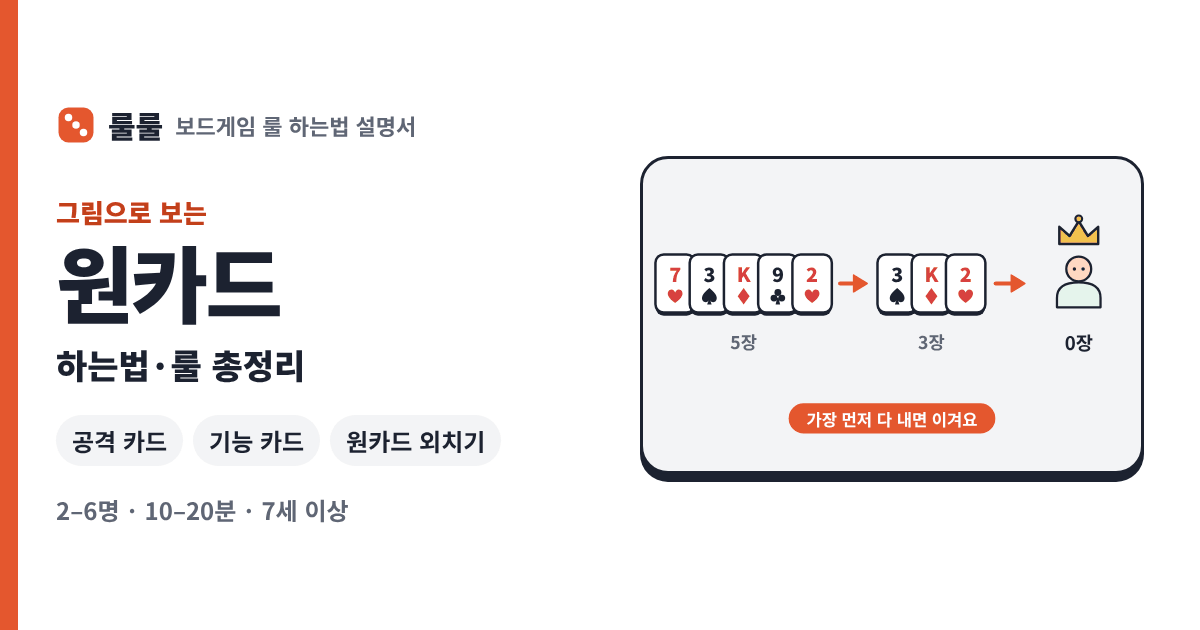 룰룰 보드게임 룰 하는법 설명서
그림으로 보는
원카드
하는법·룰 총정리
공격 카드 기능 카드 원카드 외치기
2–6명 · 10–20분 · 7세 이상
7 3 K 9 2 3 K 2
5장 3장 0장
가장 먼저 다 내면 이겨요